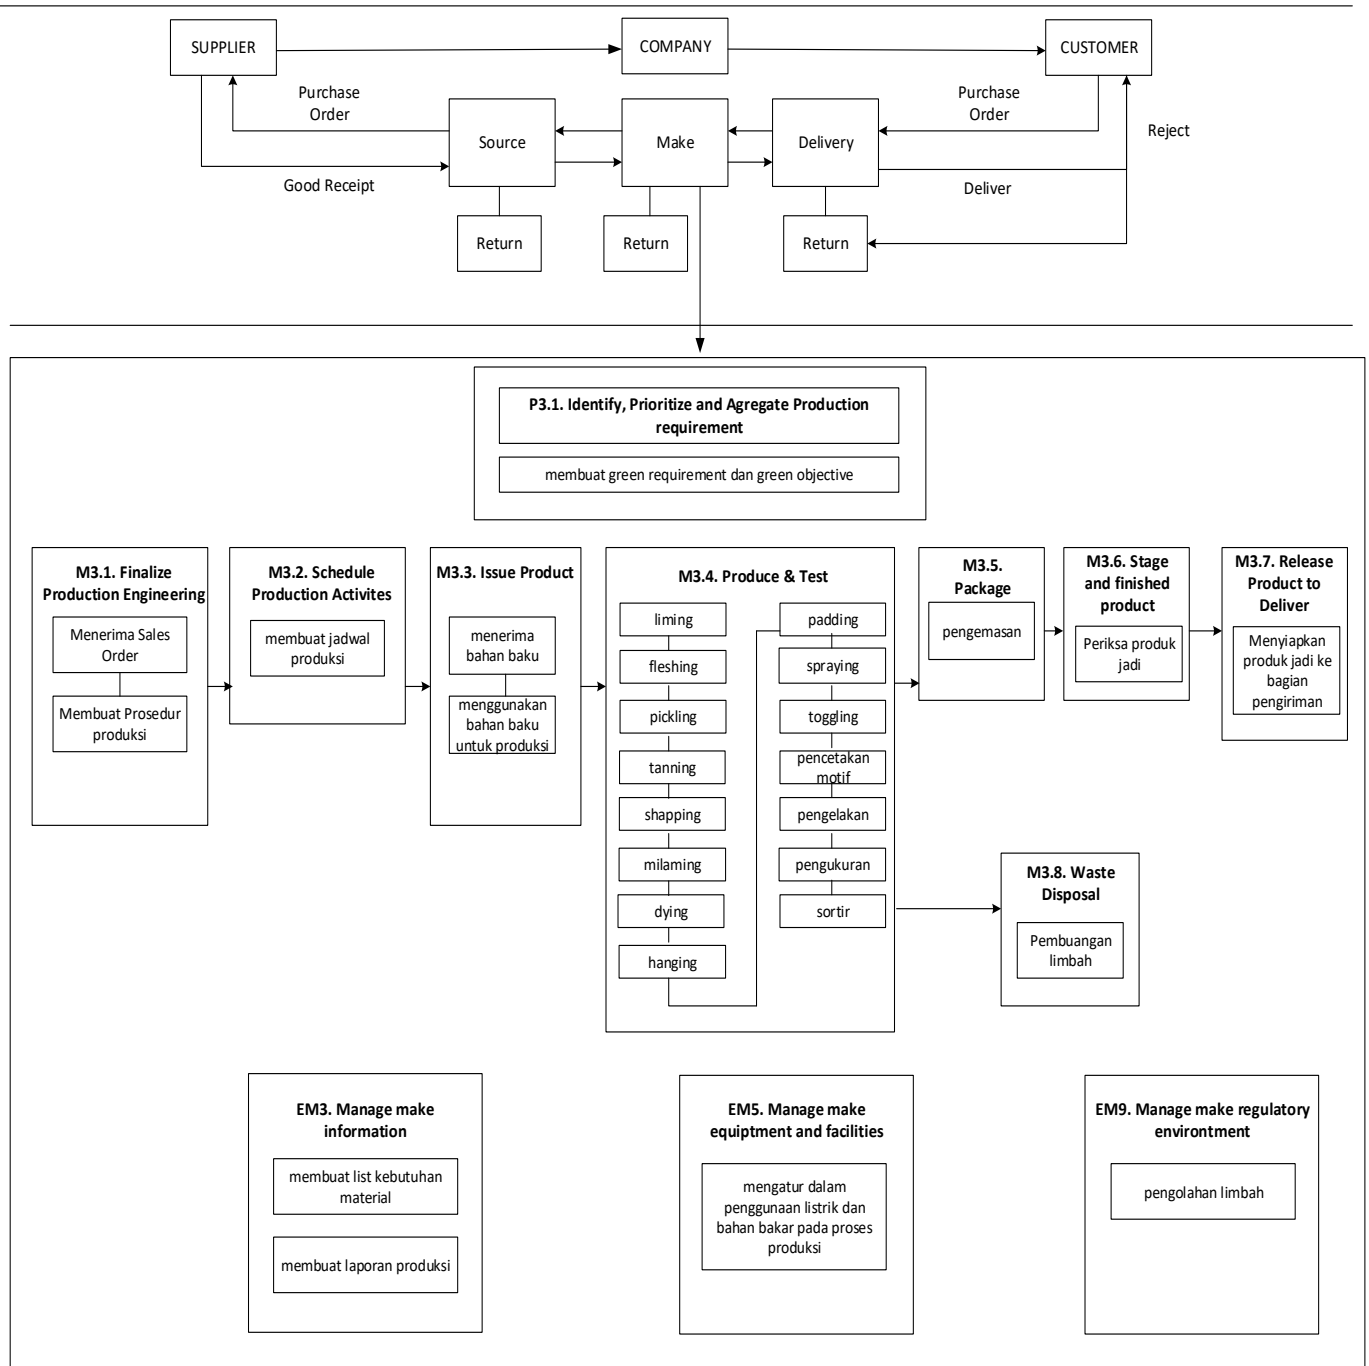 SUPPLIER
COMPANY
CUSTOMER
Purchase
Order
Purchase
Order
Reject
Source
Make
Delivery
Good Receipt
Deliver
Return
Return
Return
P3.1. Identify, Prioritize and Agregate Production
requirement
membuat green requirement dan green objective
M3.1. Finalize
Production Engineering
Menerima Sales
Order
Membuat Prosedur
produksi
M3.2. Schedule
Production Activites
membuat jadwal
produksi
M3.3. Issue Product
menerima
bahan baku
menggunakan
bahan baku
untuk produksi
M3.4. Produce & Test
liming
fleshing
pickling
tanning
shapping
milaming
dying
hanging
padding
spraying
toggling
pencetakan
motif
pengelakan
pengukuran
sortir
M3.5.
Package
pengemasan
M3.6. Stage
and finished
product
Periksa produk
jadi
M3.7. Release
Product to
Deliver
Menyiapkan
produk jadi ke
bagian
pengiriman
M3.8. Waste
Disposal
Pembuangan
limbah
EM3. Manage make
information
membuat list kebutuhan
material
membuat laporan produksi
EM5. Manage make
equiptment and facilities
mengatur dalam
penggunaan listrik dan
bahan bakar pada proses
produksi
EM9. Manage make regulatory
environtment
pengolahan limbah